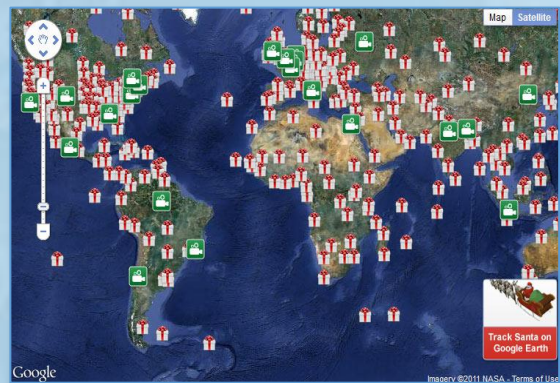 Map Satellite
Track Santa on
Google Earth
Google
Imagery ©2011 NASA - Terms of Use